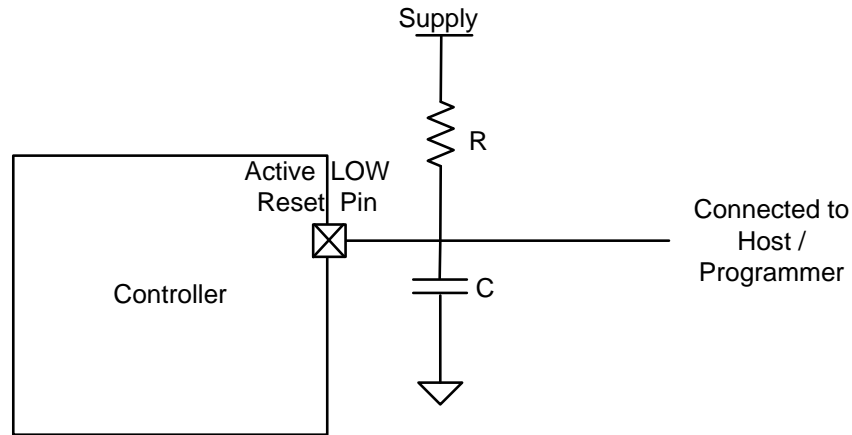 Supply
R
Active LOW
Reset Pin
Connected to
Host /
Programmer
Controller
C